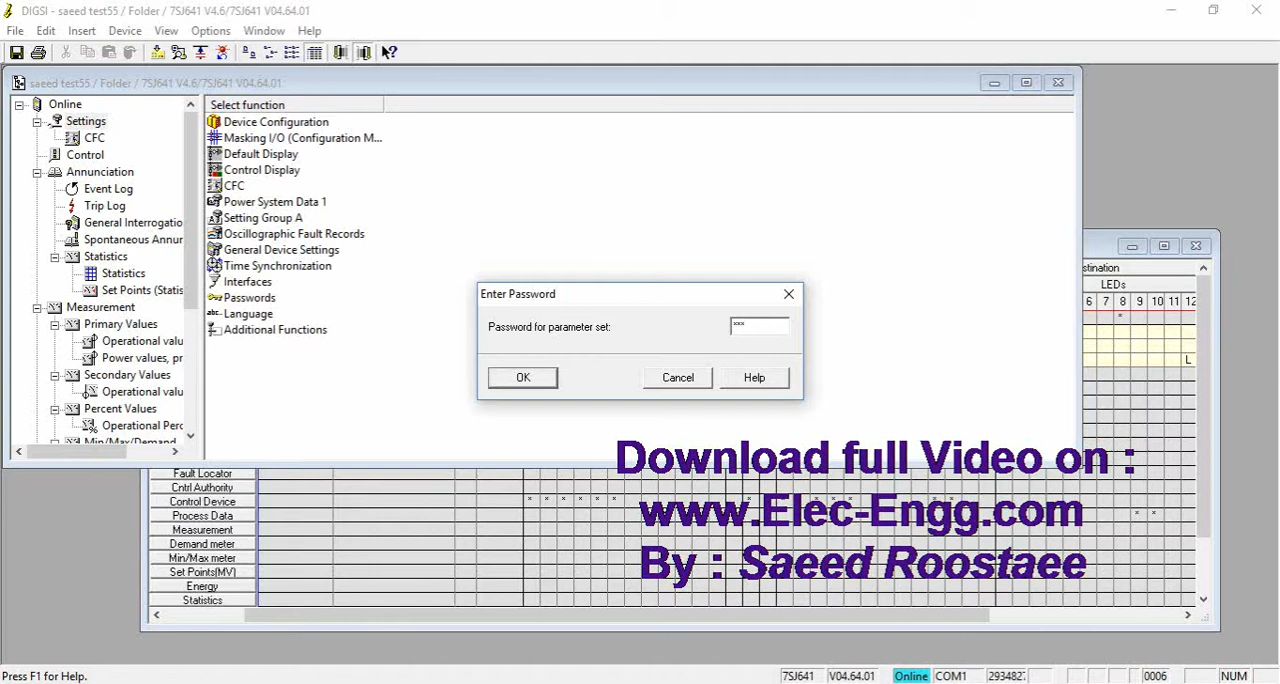 DIGSI - saeed test55 / Folder / 7SJ641 V4.6/7SJ641 V04.64.01
File Edit Insert Device View Options Window Help
saeed test55 / Folder / 7SJ641 V4.6/7SJ641 V04.64.01
Online
Settings
CFC
Control
Annunciation
Event Log
Trip Log
General Interrogatio
Spontaneous Annur
Statistics
Statistics
Set Points (Statis
Measurement
Primary Values
Operational valu
Power values, pr
Secondary Values
Operational valu
Percent Values
Operational Perc
Min/Max/Demand
Select function
Device Configuration
Masking I/O (Configuration M...
Default Display
Control Display
CFC
Power System Data 1
Setting Group A
Oscillographic Fault Records
General Device Settings
Time Synchronization
Interfaces
Passwords
Language
Additional Functions
Enter Password
Password for parameter set:
***
OK Cancel Help
stination
LEDs
6 7 8 9 10 11 12
*
L
Fault Locator
Cntrl Authority
Control Device * * * * * *
Process Data * *
Measurement
Demand meter
Min/Max meter
Set Points(MV)
Energy
Statistics
Download full Video on :
www.Elec-Engg.com
By : Saeed Roostaee
Press F1 for Help.
7SJ641 V04.64.01 Online COM1 0006 NUM